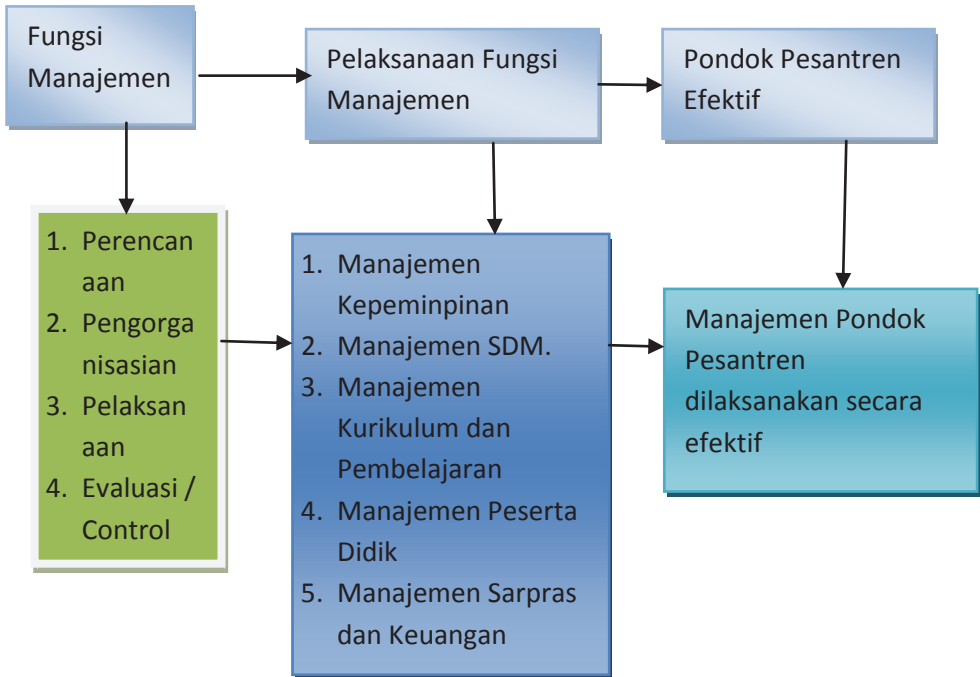 Fungsi
Manajemen
Pelaksanaan Fungsi
Manajemen
Pondok Pesantren
Efektif
1. Perencan
aan
2. Pengorga
nisasian
3. Pelaksan
aan
4. Evaluasi /
Control
1. Manajemen
Kepeminpinan
2. Manajemen SDM.
3. Manajemen
Kurikulum dan
Pembelajaran
4. Manajemen Peserta
Didik
5. Manajemen Sarpras
dan Keuangan
Manajemen Pondok
Pesantren
dilaksanakan secara
efektif